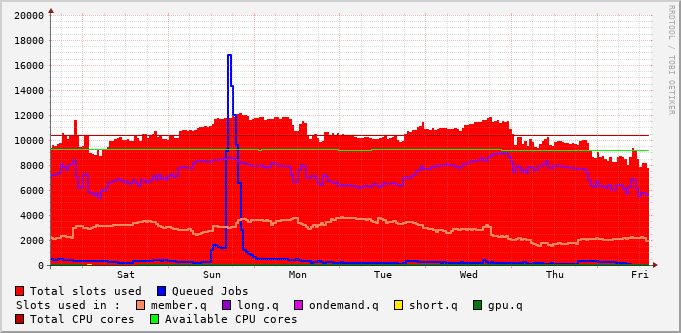 20000
18000
16000
14000
12000
10000
8000
6000
4000
2000
0
Sat Sun Mon Tue Wed Thu Fri
RRDTOOL / TOBI OETIKER
Total slots used Queued Jobs
Slots used in : member.q long.q ondemand.q short.q gpu.q
Total CPU cores Available CPU cores